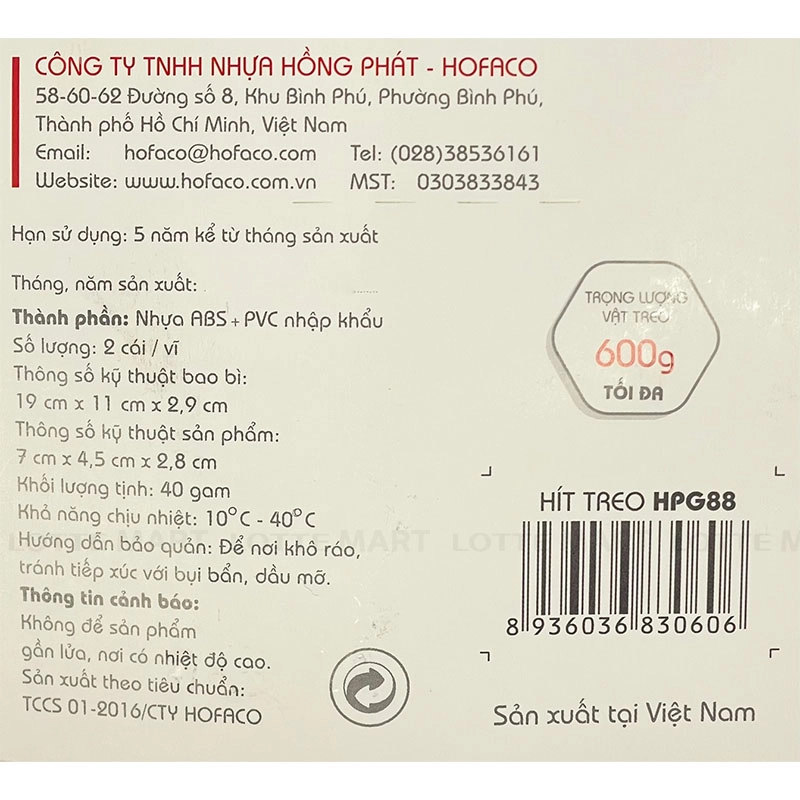 CÔNG TY TNHH NHỰA HỒNG PHÁT - HOFACO
58-60-62 Đường số 8, Khu Bình Phú, Phường Bình Phú,
Thành phố Hồ Chí Minh, Việt Nam
Email: hofaco@hofaco.com Tel: (028)38536161
Website: www.hofaco.com.vn MST: 0303833843
Hạn sử dụng: 5 năm kể từ tháng sản xuất
Tháng, năm sản xuất:
Thành phần: Nhựa ABS + PVC nhập khẩu
Số lượng: 2 cái / vĩ
Thông số kỹ thuật bao bì:
19 cm x 11 cm x 2,9 cm
Thông số kỹ thuật sản phẩm:
7 cm x 4,5 cm x 2,8 cm
Khối lượng tịnh: 40 gam
Khả năng chịu nhiệt: 10°C - 40°C
Hướng dẫn bảo quản: Để nơi khô ráo,
tránh tiếp xúc với bụi bẩn, dầu mỡ.
Thông tin cảnh báo:
Không để sản phẩm
gần lửa, nơi có nhiệt độ cao.
Sản xuất theo tiêu chuẩn:
TCCS 01-2016/CTY HOFACO
TRỌNG LƯỢNG
VẬT TREO
600g
TỐI ĐA
HÍT TREO HPG88
8 936036 830606
Sản xuất tại Việt Nam
LOTTE MART LOTTE MART LOTTE M